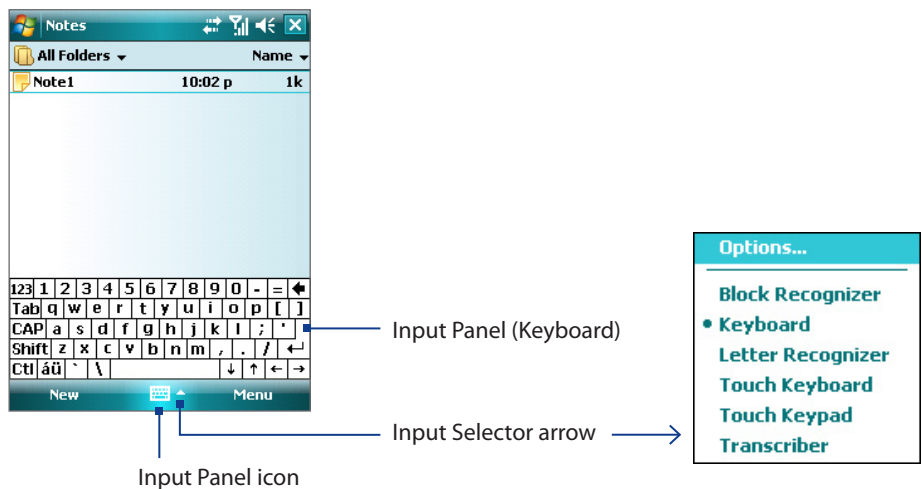 Notes
All Folders Name
Note1 10:02 p 1k
123 1 2 3 4 5 6 7 8 9 0 - =
Tab q w e r t y u i o p [ ]
CAP a s d f g h j k l ; '
Shift z x c v b n m , . /
Ctl áü ` \ ↓ ↑ ← →
New Menu
Input Panel (Keyboard)
Input Selector arrow
Input Panel icon
Options...
Block Recognizer
Keyboard
Letter Recognizer
Touch Keyboard
Touch Keypad
Transcriber